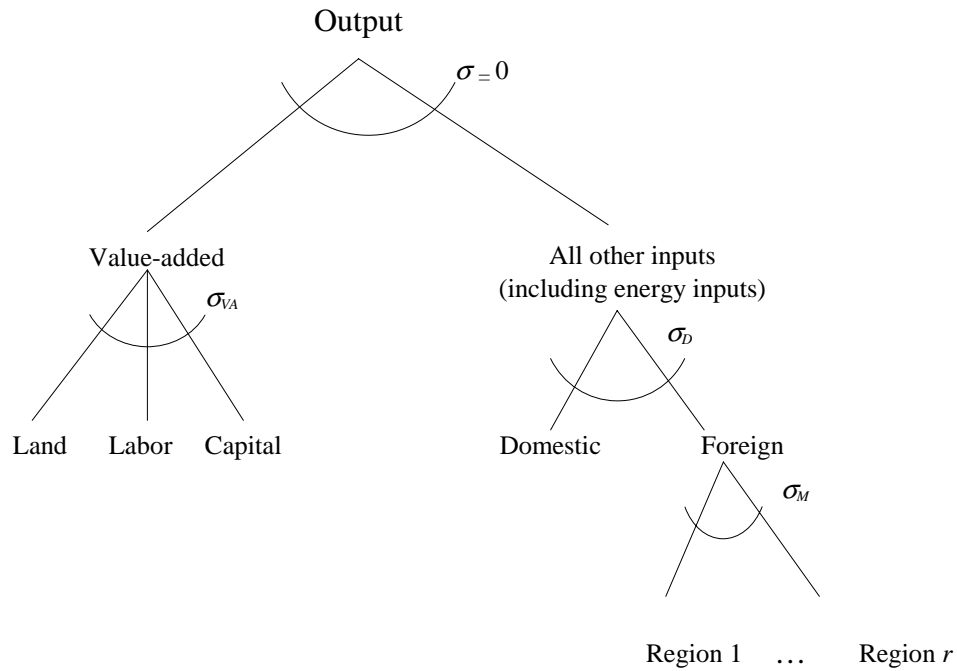 Output
σ = 0
Value-added
All other inputs
(including energy inputs)
σVA
σD
Land Labor Capital
Domestic Foreign
σM
Region 1 … Region r